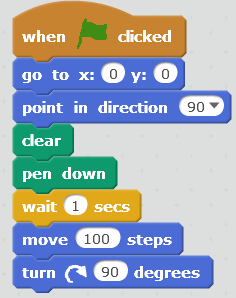 when clicked
go to x: 0 y: 0
point in direction 90
clear
pen down
wait 1 secs
move 100 steps
turn 90 degrees